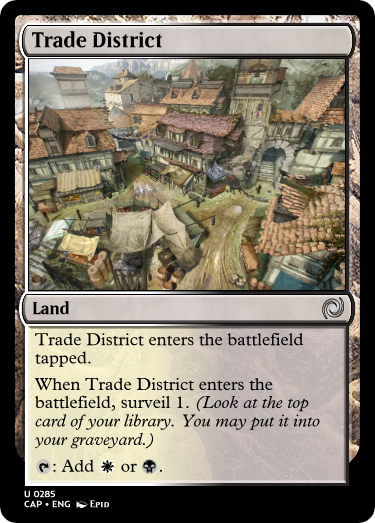 Trade District
Land
Trade District enters the battlefield
tapped.
When Trade District enters the
battlefield, surveil 1. (Look at the top
card of your library. You may put it into
your graveyard.)
: Add or .
U 0285
CAP • ENG Epid